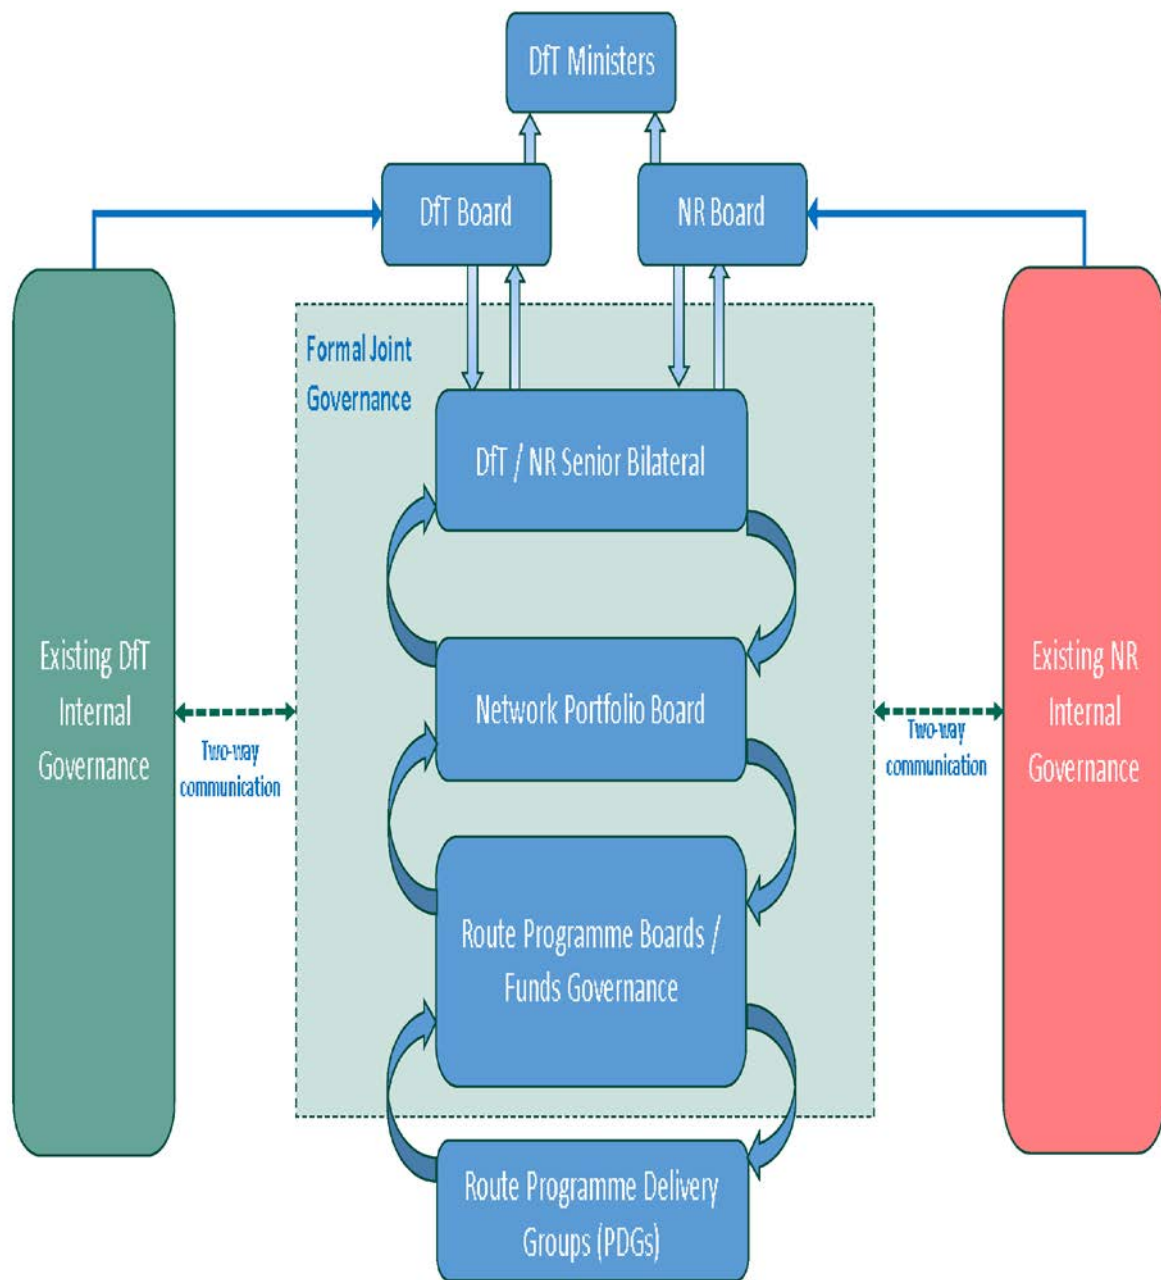 DfT Ministers
DfT Board
NR Board
Formal Joint
Governance
DfT / NR Senior Bilateral
Existing DfT
Internal
Governance
Two-way
communication
Network Portfolio Board
Two-way
communication
Existing NR
Internal
Governance
Route Programme Boards /
Funds Governance
Route Programme Delivery
Groups (PDGs)